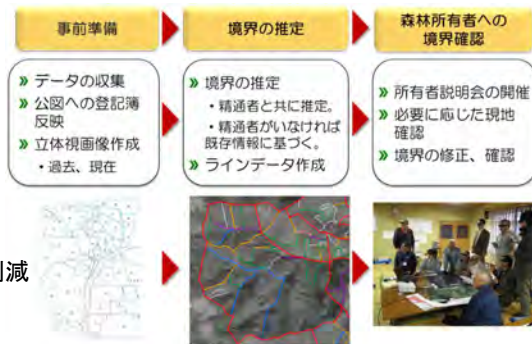 事前準備
境界の推定
森林所有者への
境界確認
» データの収集
» 公図への登記簿
反映
» 立体視画像作成
・過去、現在
» 境界の推定
・精通者と共に推定。
・精通者がいなければ
既存情報に基づく。
» ラインデータ作成
» 所有者説明会の開催
» 必要に応じた現地
確認
» 境界の修正、確認
減